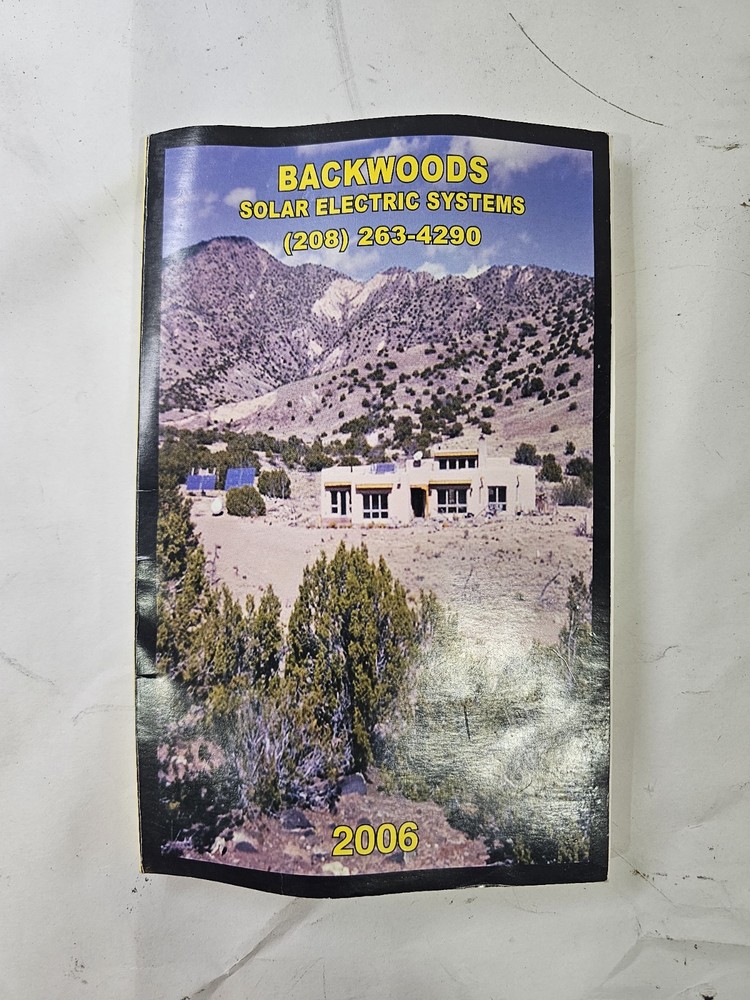 BACKWOODS
SOLAR ELECTRIC SYSTEMS
(208) 263-4290
2006